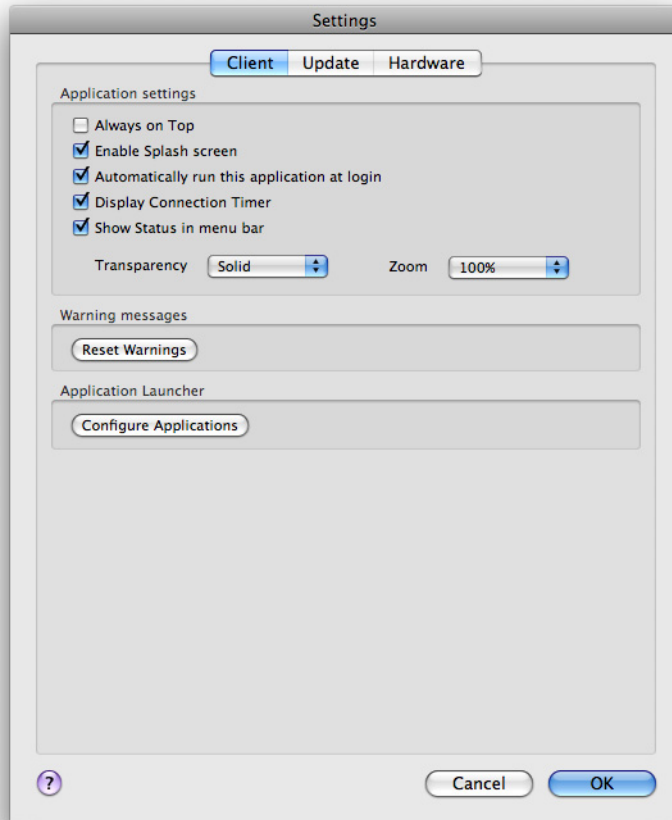 Settings
Client Update Hardware
Application settings
Always on Top
Enable Splash screen
Automatically run this application at login
Display Connection Timer
Show Status in menu bar
Transparency Solid Zoom 100%
Warning messages
Reset Warnings
Application Launcher
Configure Applications
? Cancel OK